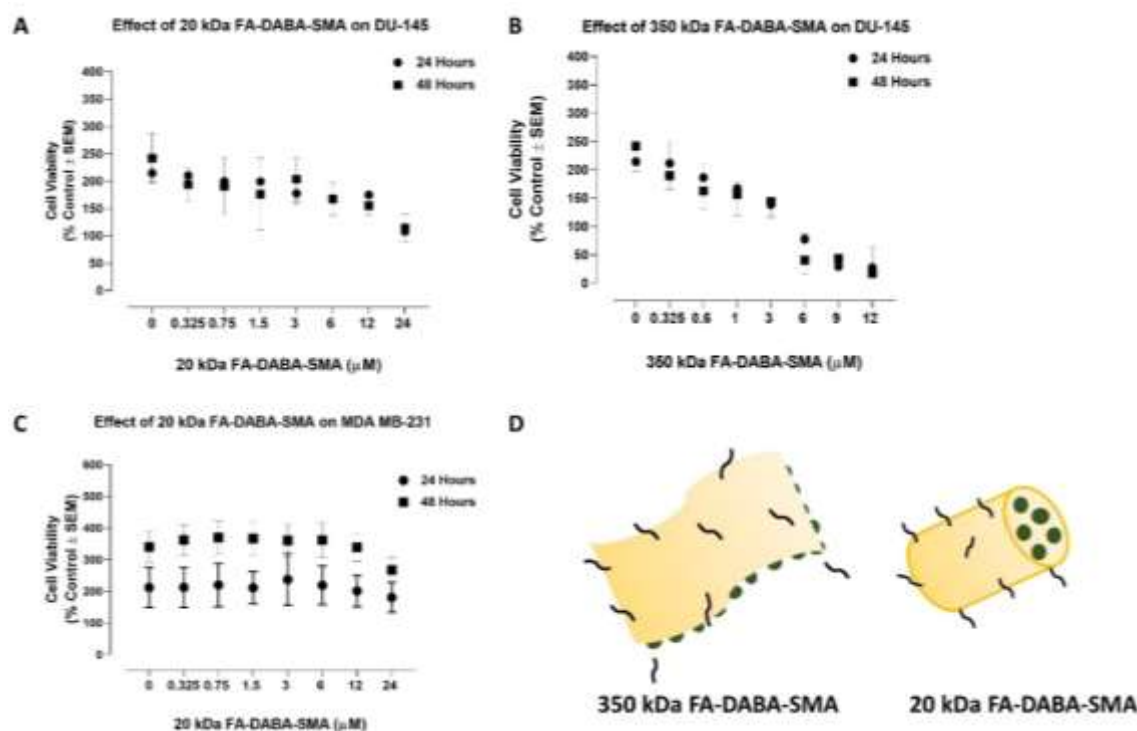 A
Effect of 20 kDa FA-DABA-SMA on DU-145
24 Hours
48 Hours
Cell Viability
(% Control ± SEM)
400
350
300
250
200
150
100
50
0
0 0.325 0.75 1.5 3 6 12 24
20 kDa FA-DABA-SMA (μM)
B
Effect of 350 kDa FA-DABA-SMA on DU-145
24 Hours
48 Hours
Cell Viability
(% Control ± SEM)
400
350
300
250
200
150
100
50
0
0 0.325 0.6 1 3 6 9 12
350 kDa FA-DABA-SMA (μM)
C
Effect of 20 kDa FA-DABA-SMA on MDA MB-231
24 Hours
48 Hours
Cell Viability
(% Control ± SEM)
600
400
300
200
100
0
0 0.325 0.75 1.5 3 6 12 24
20 kDa FA-DABA-SMA (μM)
D
350 kDa FA-DABA-SMA
20 kDa FA-DABA-SMA